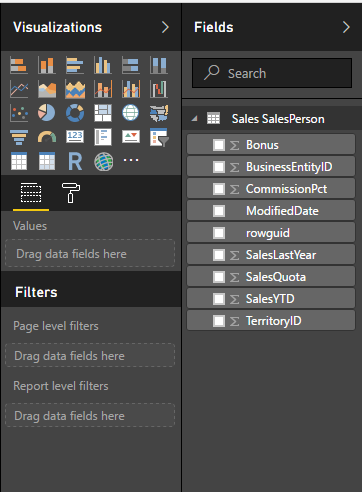 Visualizations
123
R
...
Values
Drag data fields here
Filters
Page level filters
Drag data fields here
Report level filters
Drag data fields here
Fields
Search
Sales SalesPerson
Σ Bonus
Σ BusinessEntityID
Σ CommissionPct
ModifiedDate
rowguid
Σ SalesLastYear
Σ SalesQuota
Σ SalesYTD
Σ TerritoryID